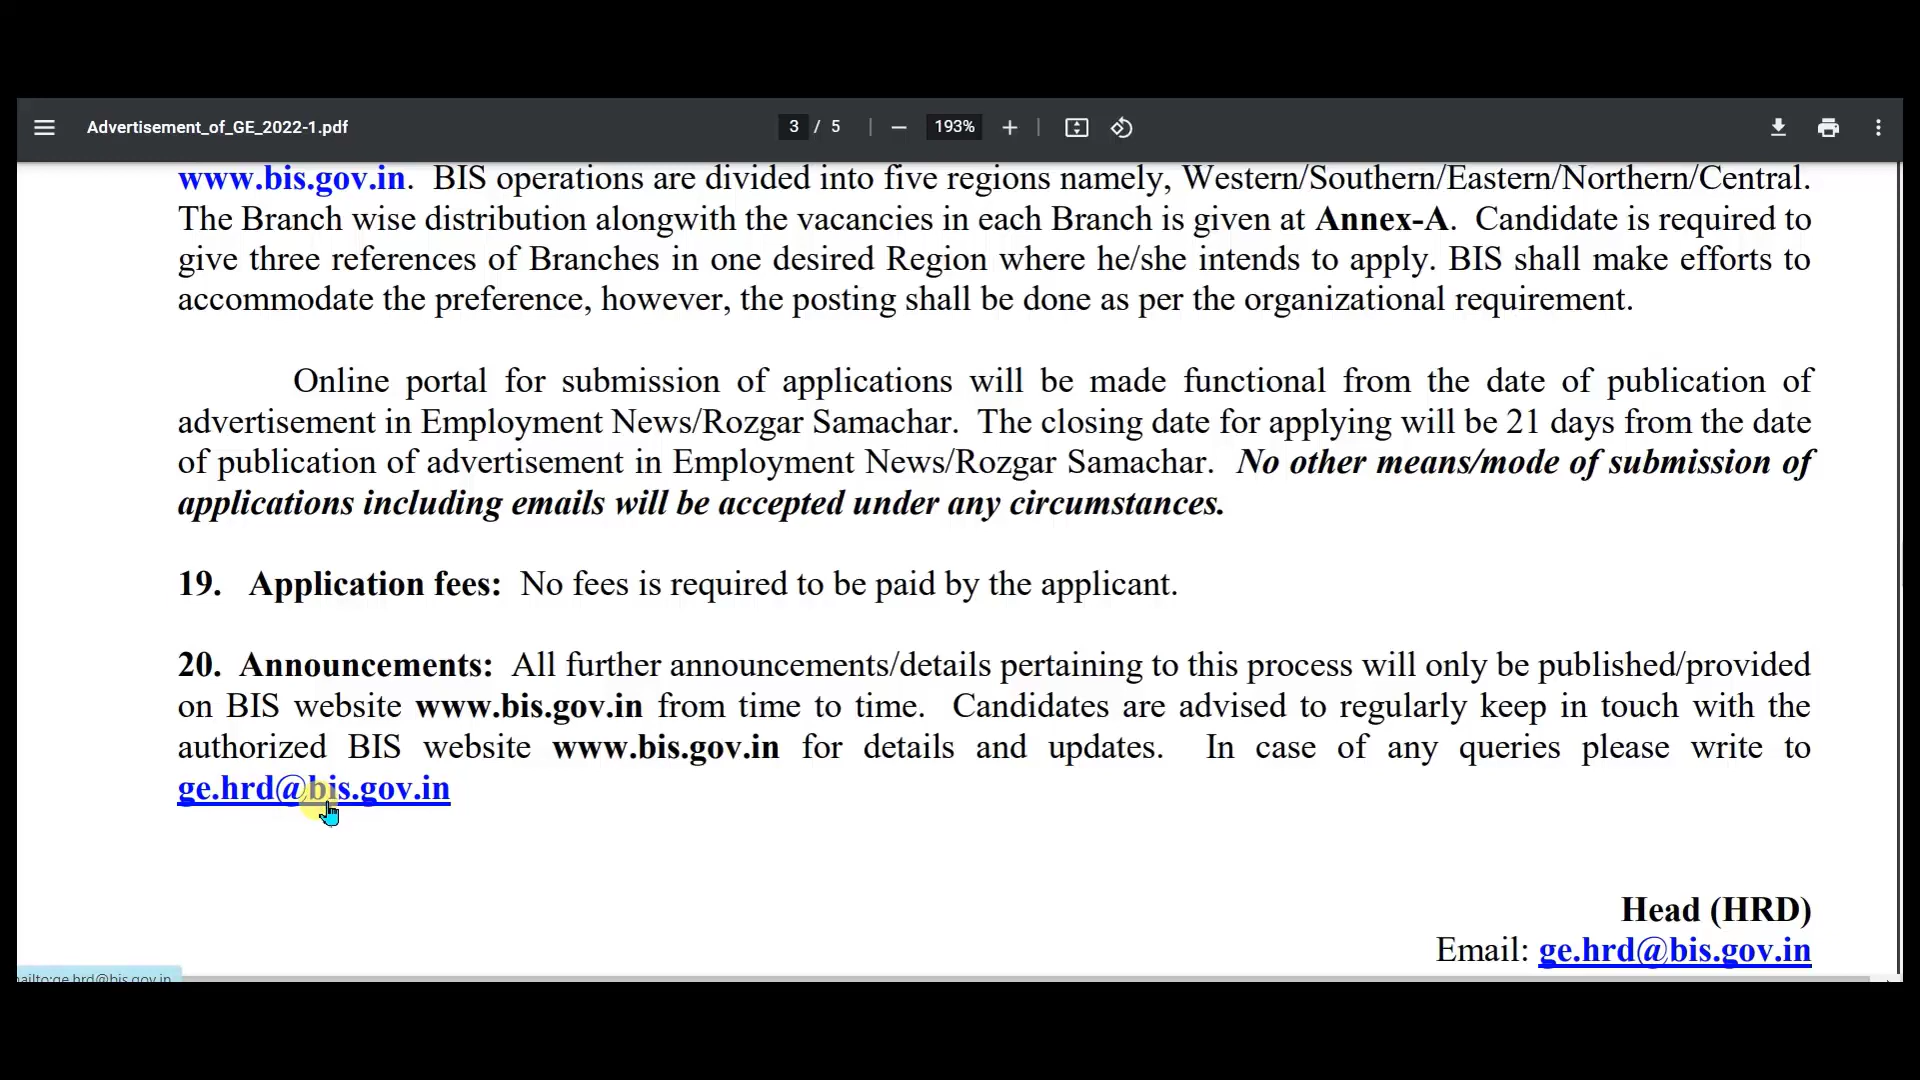 Advertisement_of_GE_2022-1.pdf
3 / 5
193%
www.bis.gov.in. BIS operations are divided into five regions namely, Western/Southern/Eastern/Northern/Central.
The Branch wise distribution alongwith the vacancies in each Branch is given at Annex-A. Candidate is required to
give three references of Branches in one desired Region where he/she intends to apply. BIS shall make efforts to
accommodate the preference, however, the posting shall be done as per the organizational requirement.
Online portal for submission of applications will be made functional from the date of publication of
advertisement in Employment News/Rozgar Samachar. The closing date for applying will be 21 days from the date
of publication of advertisement in Employment News/Rozgar Samachar. No other means/mode of submission of
applications including emails will be accepted under any circumstances.
19. Application fees: No fees is required to be paid by the applicant.
20. Announcements: All further announcements/details pertaining to this process will only be published/provided
on BIS website www.bis.gov.in from time to time. Candidates are advised to regularly keep in touch with the
authorized BIS website www.bis.gov.in for details and updates. In case of any queries please write to
ge.hrd@bis.gov.in
Head (HRD)
Email: ge.hrd@bis.gov.in
ailto:ge.hrd@bis.gov.in